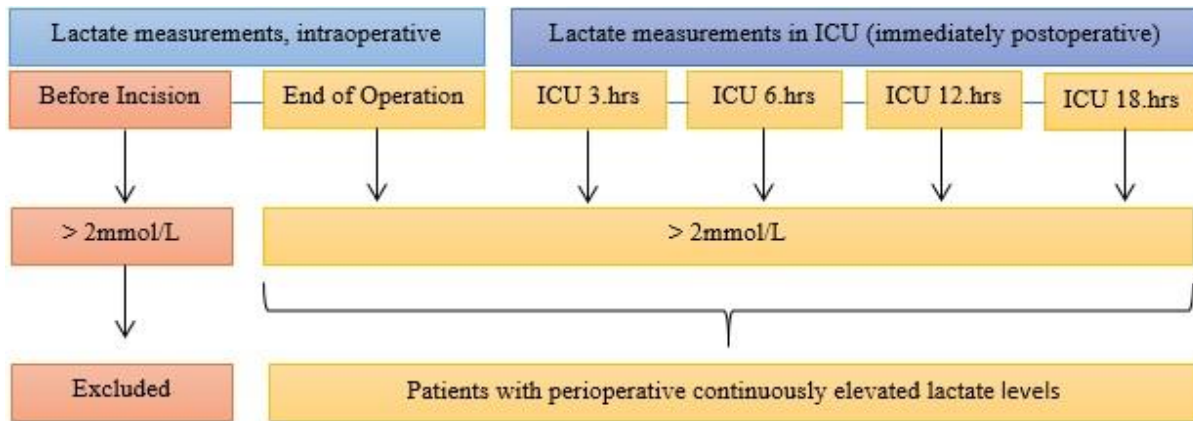 Lactate measurements, intraoperative
Lactate measurements in ICU (immediately postoperative)
Before Incision
End of Operation
ICU 3.hrs
ICU 6.hrs
ICU 12.hrs
ICU 18.hrs
> 2mmol/L
> 2mmol/L
Excluded
Patients with perioperative continuously elevated lactate levels